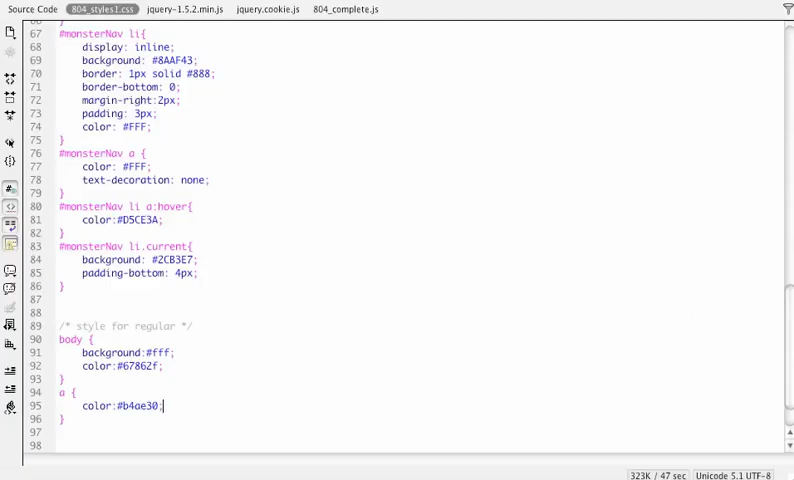 Source Code 804_styles1.css jquery-1.5.2.min.js jquery.cookie.js 804_complete.js
66 }
67 #monsterNav li{
68 display: inline;
69 background: #8AAF43;
70 border: 1px solid #888;
71 border-bottom: 0;
72 margin-right:2px;
73 padding: 3px;
74 color: #FFF;
75 }
76 #monsterNav a {
77 color: #FFF;
78 text-decoration: none;
79 }
80 #monsterNav li a:hover{
81 color:#D5CE3A;
82 }
83 #monsterNav li.current{
84 background: #2CB3E7;
85 padding-bottom: 4px;
86 }
87
88
89 /* style for regular */
90 body {
91 background:#fff;
92 color:#67862f;
93 }
94 a {
95 color:#b4ae30;
96 }
97
98
323K / 47 sec Unicode 5.1 UTF-8